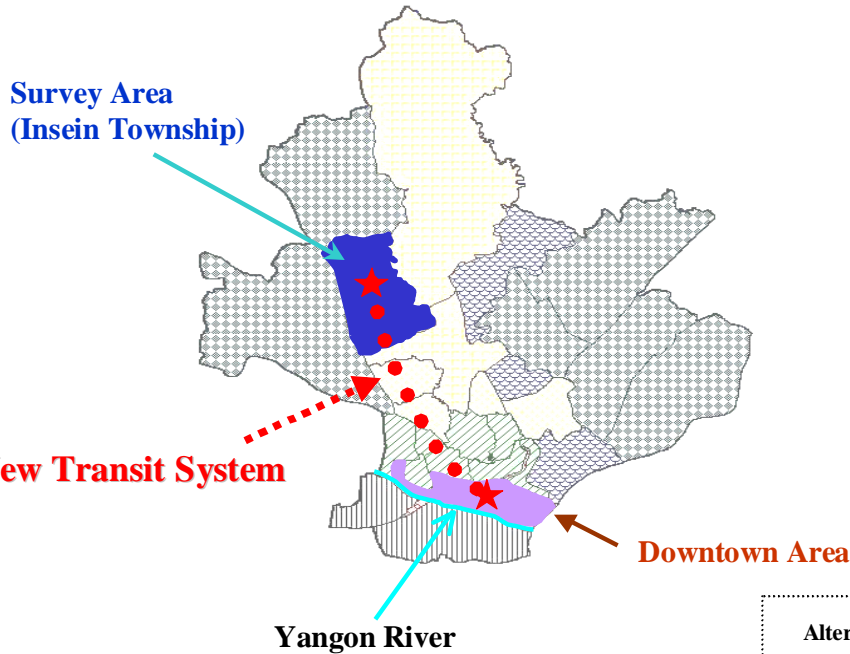 Survey Area
(Insein Township)
ew Transit System
Downtown Area
Yangon River
Alter